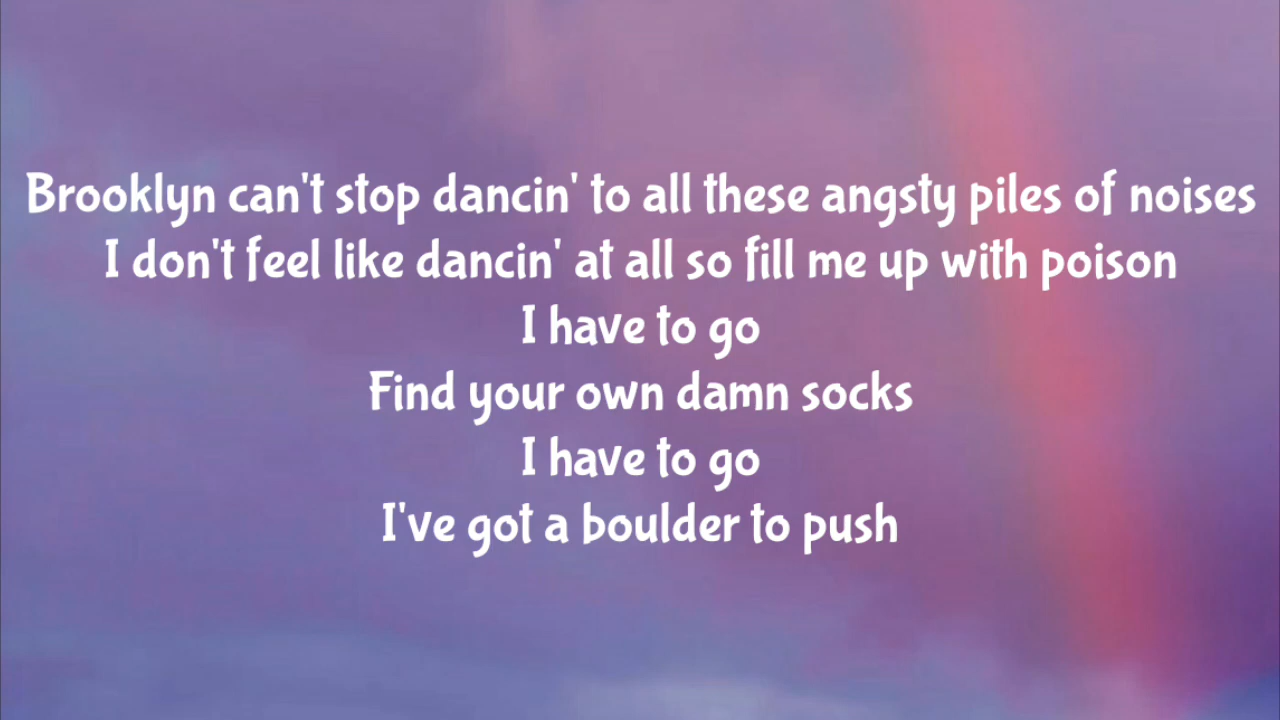 Brooklyn can't stop dancin' to all these angsty piles of noises
I don't feel like dancin' at all so fill me up with poison
I have to go
Find your own damn socks
I have to go
I've got a boulder to push